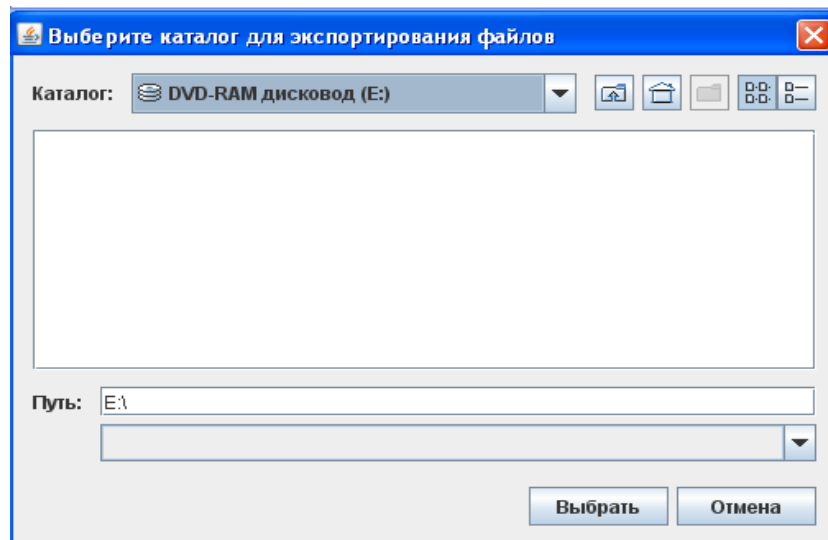 Выберите каталог для экспортирования файлов
Каталог: DVD-RAM дисковод (E:)
Путь: E:\
Выбрать Отмена